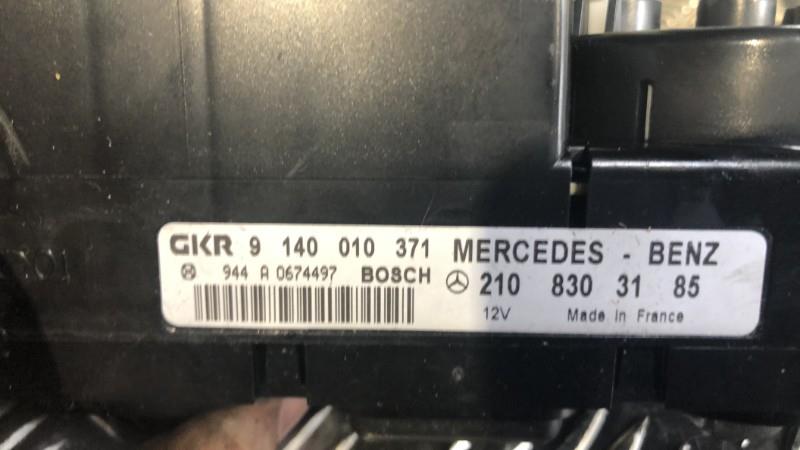 GKR 9 140 010 371 MERCEDES - BENZ
944 A 0674497 BOSCH 210 830 31 85
12V Made in France